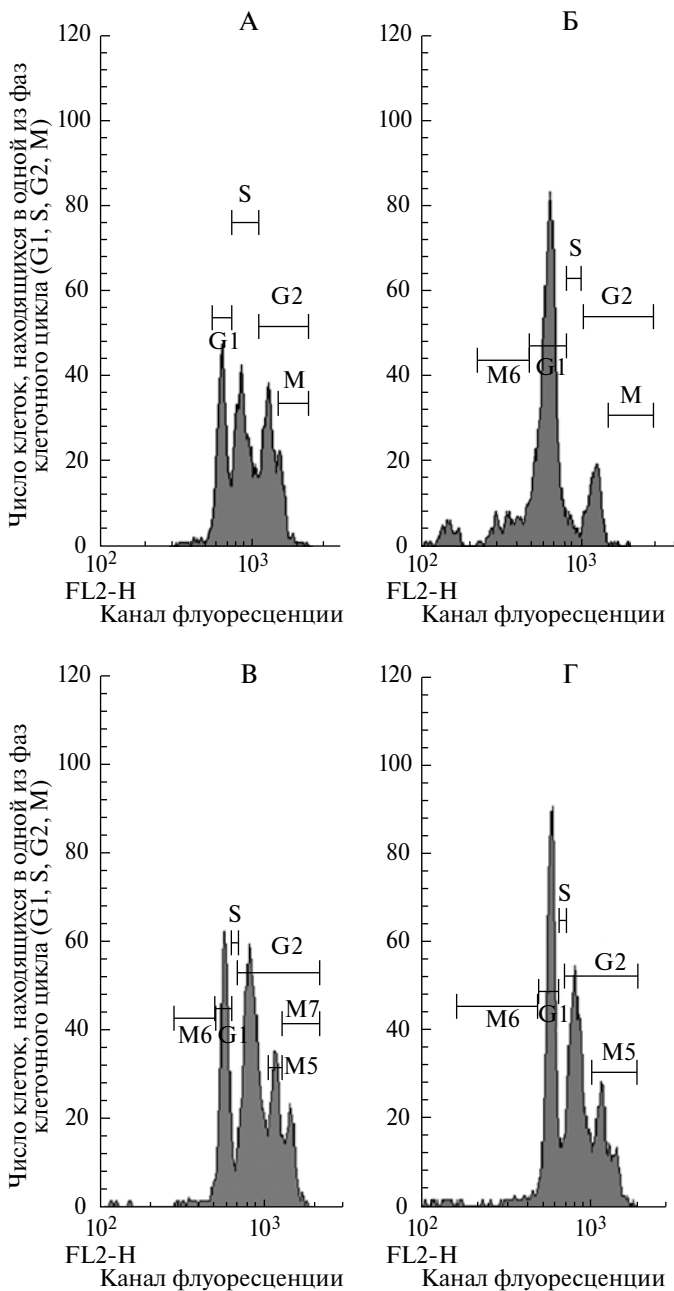 А
Число клеток, находящихся в одной из фаз
клеточного цикла (G1, S, G2, M)
120
100
80
60
40
20
0
S
G2
G1
M
10²
10³
FL2-H
Канал флуоресценции
Б
120
100
80
60
40
20
0
S
G2
M6
G1
M
10²
10³
FL2-H
Канал флуоресценции
В
Число клеток, находящихся в одной из фаз
клеточного цикла (G1, S, G2, M)
120
100
80
60
40
20
0
S
G2
M7
M6
G1
M5
10²
10³
FL2-H
Канал флуоресценции
Г
120
100
80
60
40
20
0
S
G2
M6
G1
M5
10²
10³
FL2-H
Канал флуоресценции